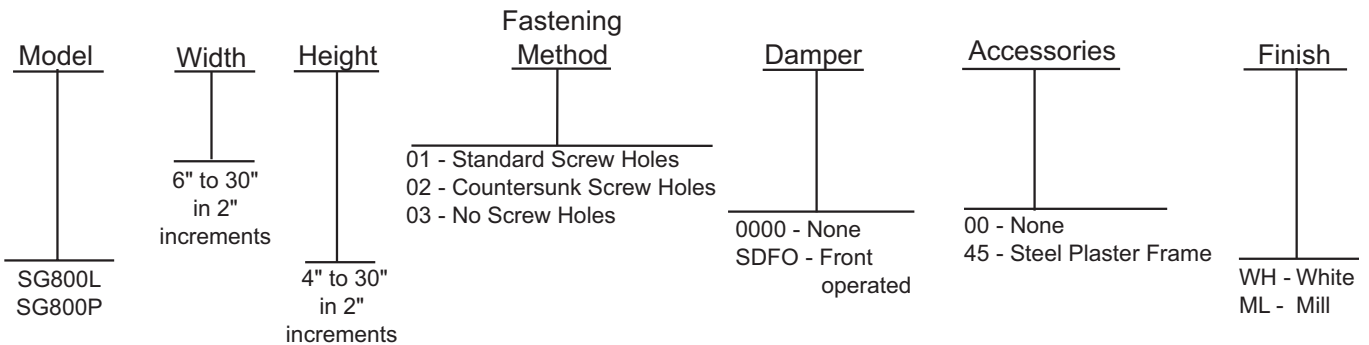 Model
Width
Height
Fastening
Method
Damper
Accessories
Finish
SG800L
SG800P
6" to 30"
in 2"
increments
4" to 30"
in 2"
increments
01 - Standard Screw Holes
02 - Countersunk Screw Holes
03 - No Screw Holes
0000 - None
SDFO - Front
operated
00 - None
45 - Steel Plaster Frame
WH - White
ML - Mill